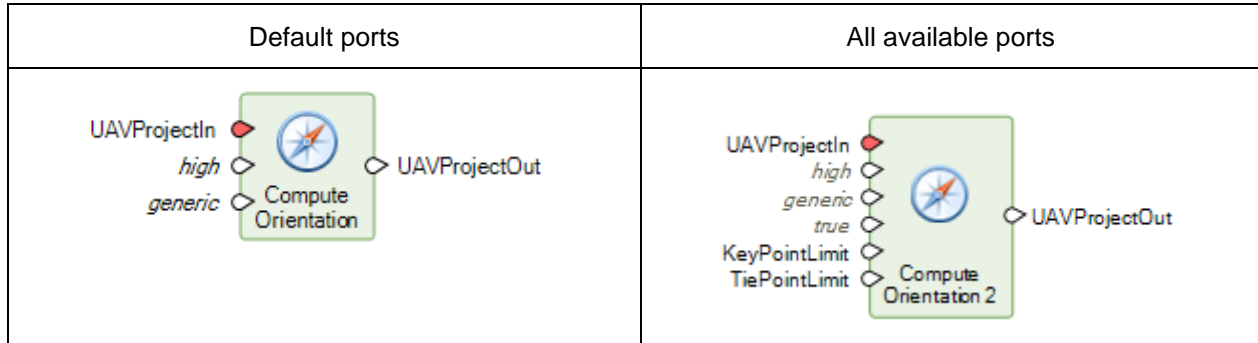 Default ports
All available ports
UAVProjectIn
high
generic
Compute
Orientation
UAVProjectOut
UAVProjectIn
high
generic
true
KeyPointLimit
TiePointLimit
Compute
Orientation 2
UAVProjectOut